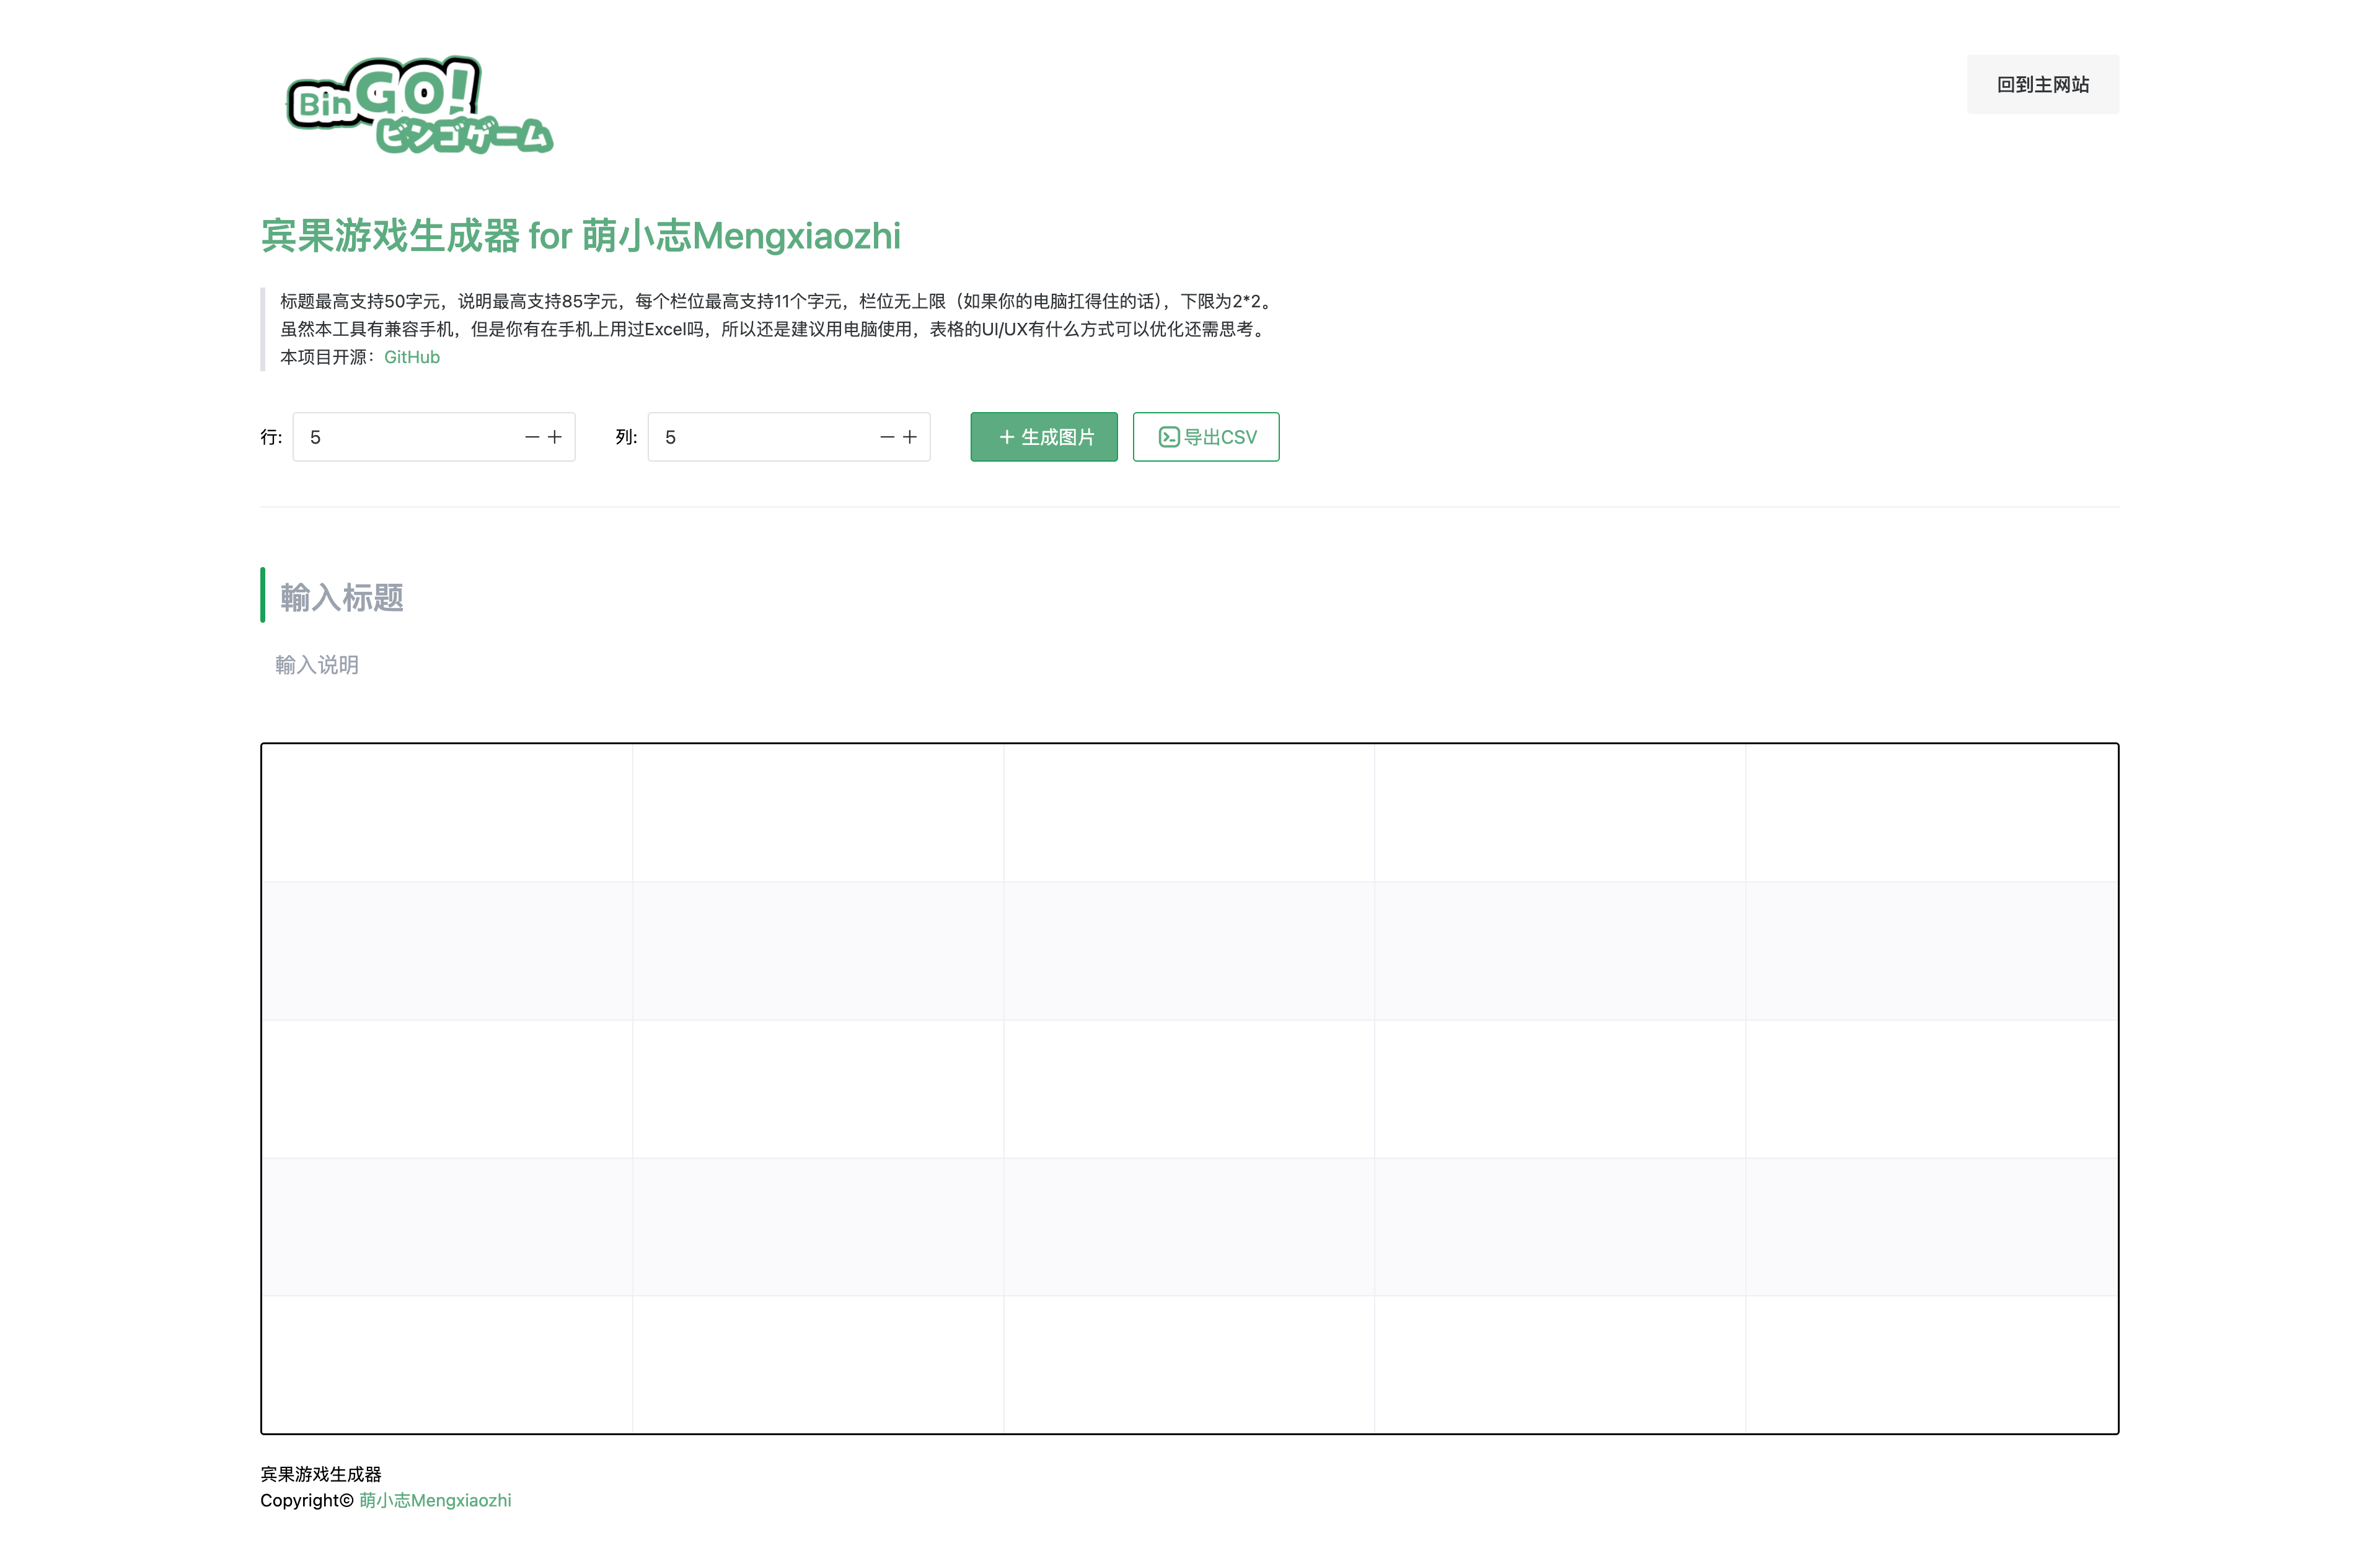 BinGO!
ビンゴゲーム
回到主网站
宾果游戏生成器 for 萌小志Mengxiaozhi
标题最高支持50字元，说明最高支持85字元，每个栏位最高支持11个字元，栏位无上限（如果你的电脑扛得住的话），下限为2*2。
虽然本工具有兼容手机，但是你有在手机上用过Excel吗，所以还是建议用电脑使用，表格的UI/UX有什么方式可以优化还需思考。
本项目开源：GitHub
行: 5 列: 5 生成图片 导出CSV
輸入标题
輸入说明
宾果游戏生成器
Copyright© 萌小志Mengxiaozhi